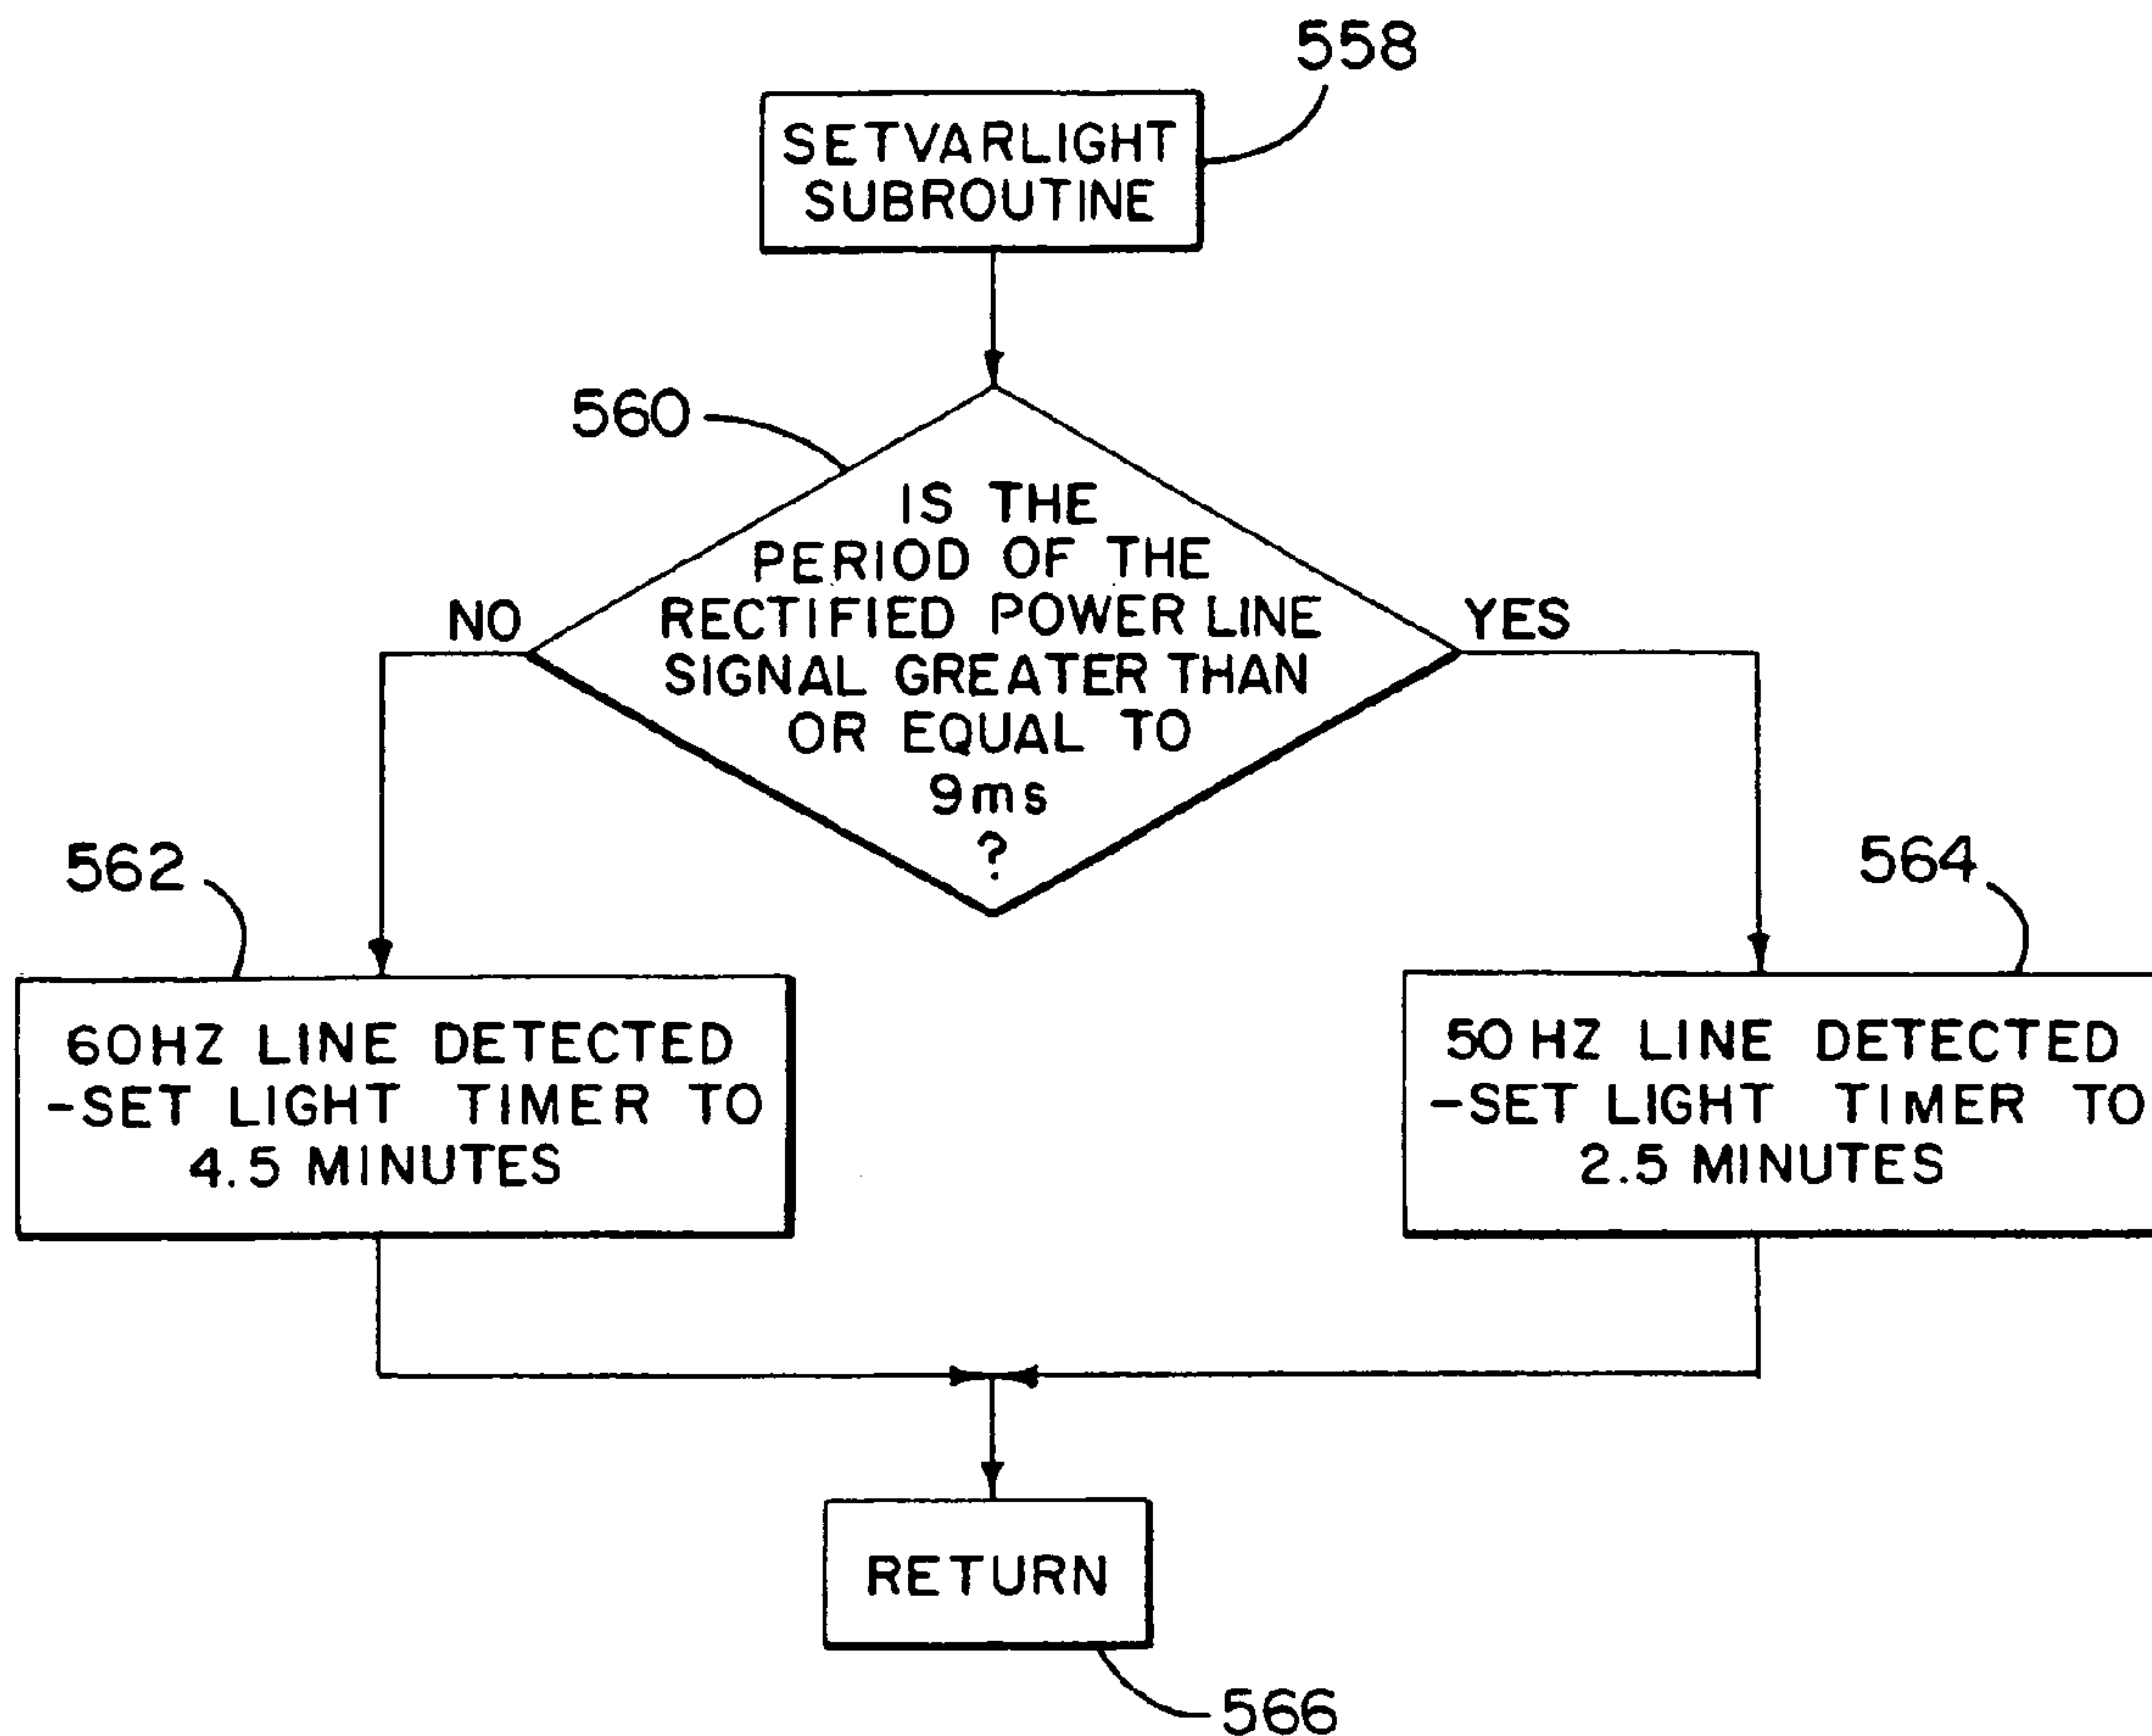 558
SETVARLIGHT
SUBROUTINE
560
IS THE
PERIOD OF THE
RECTIFIED POWER LINE
SIGNAL GREATER THAN
OR EQUAL TO
9ms
?
NO
YES
562
60HZ LINE DETECTED
-SET LIGHT TIMER TO
4.5 MINUTES
564
50HZ LINE DETECTED
-SET LIGHT TIMER TO
2.5 MINUTES
RETURN
566